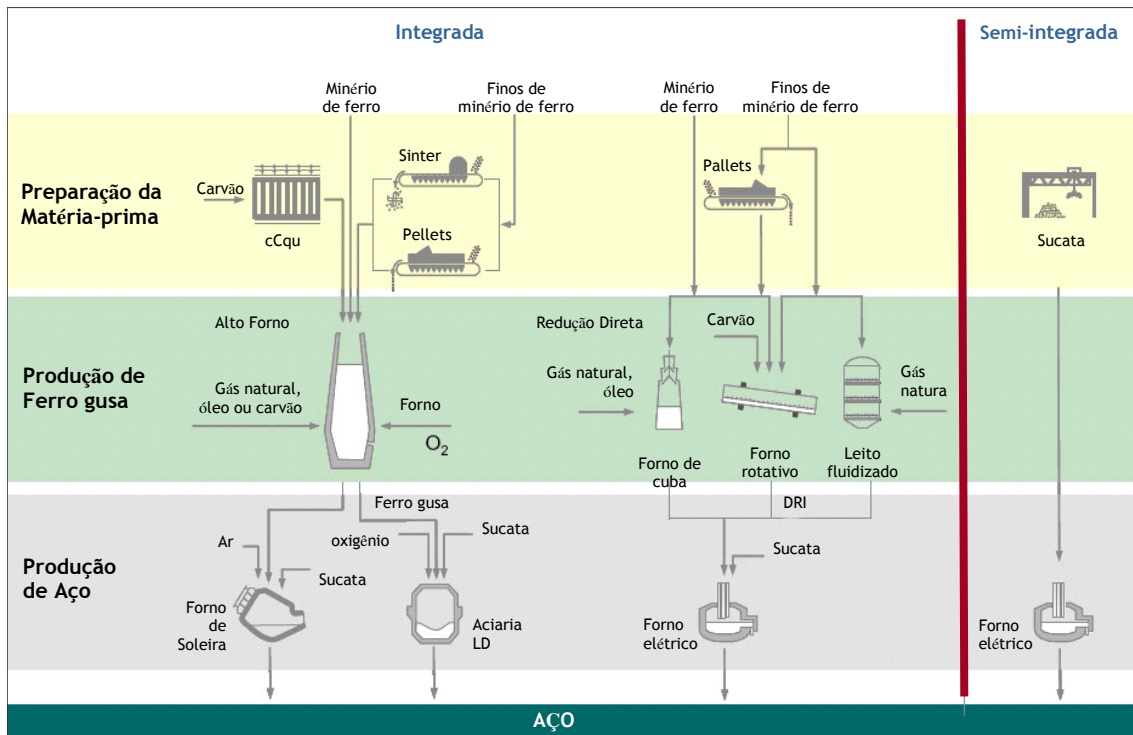 Integrada
Semi-integrada
Minério
de ferro
Finos de
minério de ferro
Minério
de ferro
Finos de
minério de ferro
Preparação da
Matéria-prima
Carvão
cCqu
Sinter
Pellets
Pallets
Sucata
Produção de
Ferro gusa
Alto Forno
Gás natural,
óleo ou carvão
Forno
O2
Redução Direta
Carvão
Gás natural,
óleo
Gás
natura
Forno de
cuba
Forno
rotativo
Leito
fluidizado
DRI
Produção
de Aço
Ferro gusa
Ar
oxigênio
Sucata
Sucata
Sucata
Forno
de
Soleira
Aciaria
LD
Forno
elétrico
Forno
elétrico
AÇO